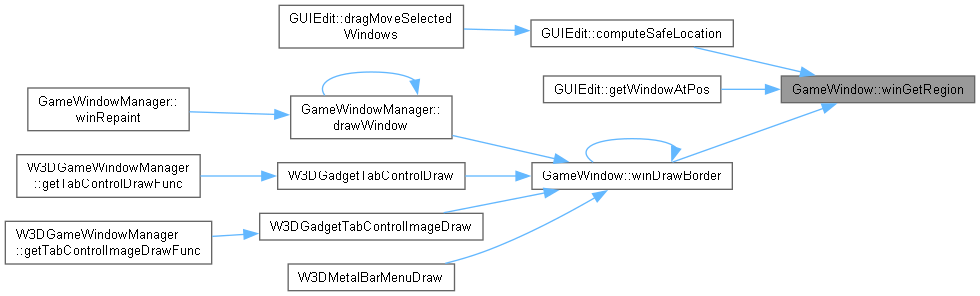 GUIEdit::dragMoveSelected
Windows
GUIEdit::computeSafeLocation
GUIEdit::getWindowAtPos
GameWindow::winGetRegion
GameWindowManager::
winRepaint
GameWindowManager::
drawWindow
W3DGameWindowManager
::getTabControlDrawFunc
W3DGadgetTabControlDraw
GameWindow::winDrawBorder
W3DGameWindowManager
::getTabControlImageDrawFunc
W3DGadgetTabControlImageDraw
W3DMetalBarMenuDraw